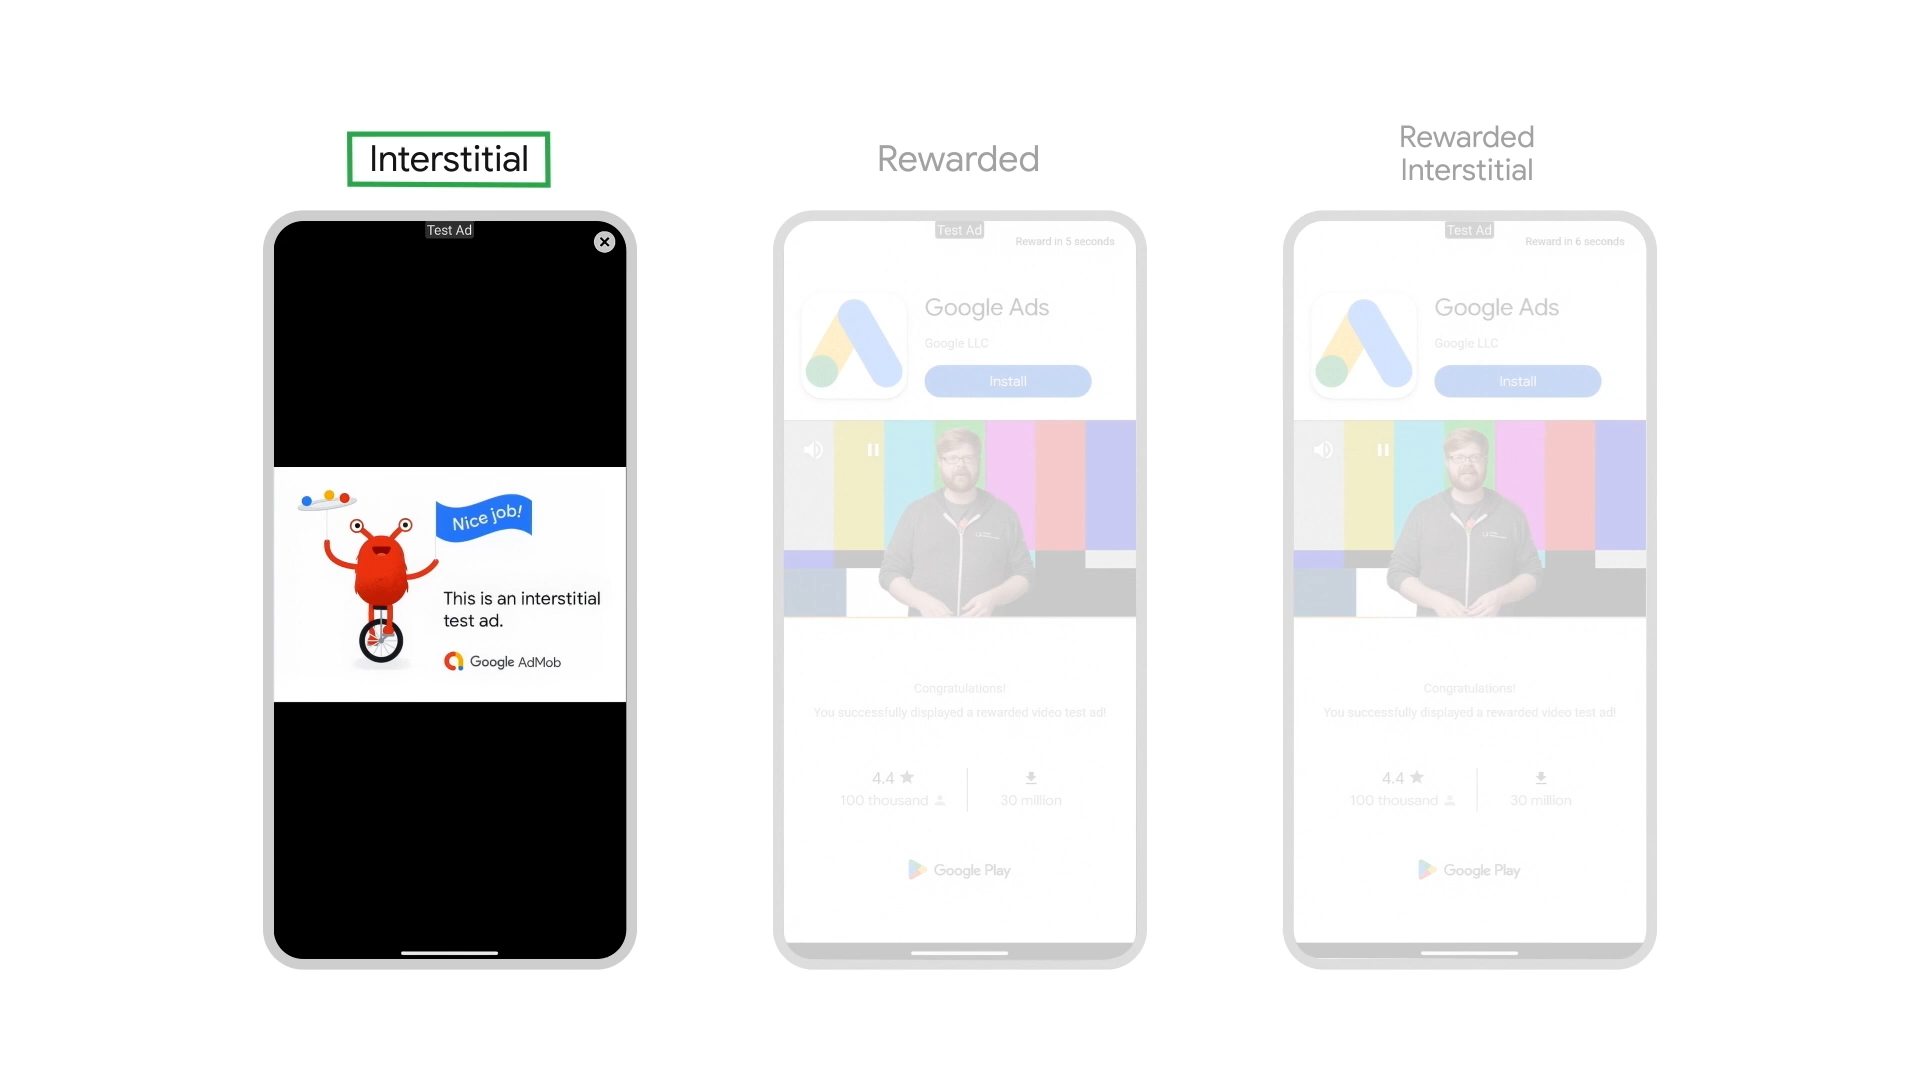 Interstitial
Test Ad
Nice job!
This is an interstitial
test ad.
Google AdMob
Rewarded
Test Ad
Reward in 5 seconds
Google Ads
Google LLC
Install
Congratulations!
You successfully displayed a rewarded video test ad!
4.4
100 thousand
30 million
Google Play
Rewarded
Interstitial
Test Ad
Reward in 6 seconds
Google Ads
Google LLC
Install
Congratulations!
You successfully displayed a rewarded video test ad!
4.4
100 thousand
30 million
Google Play